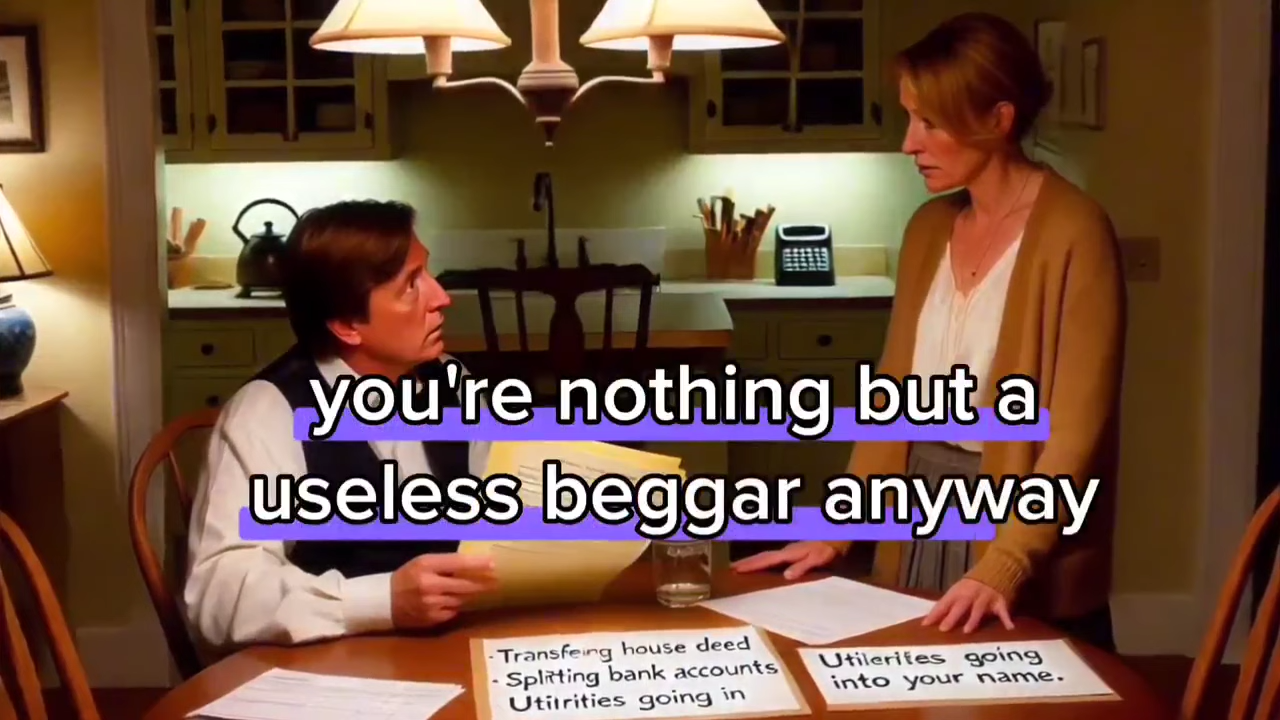 you're nothing but a
useless beggar anyway
- Transfeing house deed
- Splitting bank accounts
Utilrities going in
Utilerifes going
into your name.